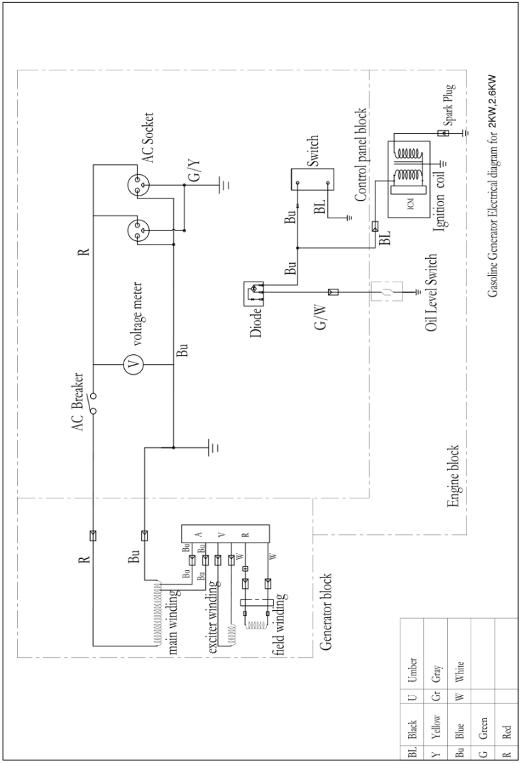 Gasoline Generator Electrical diagram for 2KW,2.6KW
R
AC Breaker
voltage meter
V
Bu
AC Socket
G/Y
Switch
Bu
BL
Bu
Diode
G/W
Control panel block
BL
Oil Level Switch
ICM
Ignition coil
Spark Plug
Engine block
R
Bu
main winding
exciter winding
field winding
Bu
Bu
Bu
Bu
W
W
A
V
R
Generator block
BL Black U Umber
Y Yellow Gr Gray
Bu Blue W White
G Green
R Red